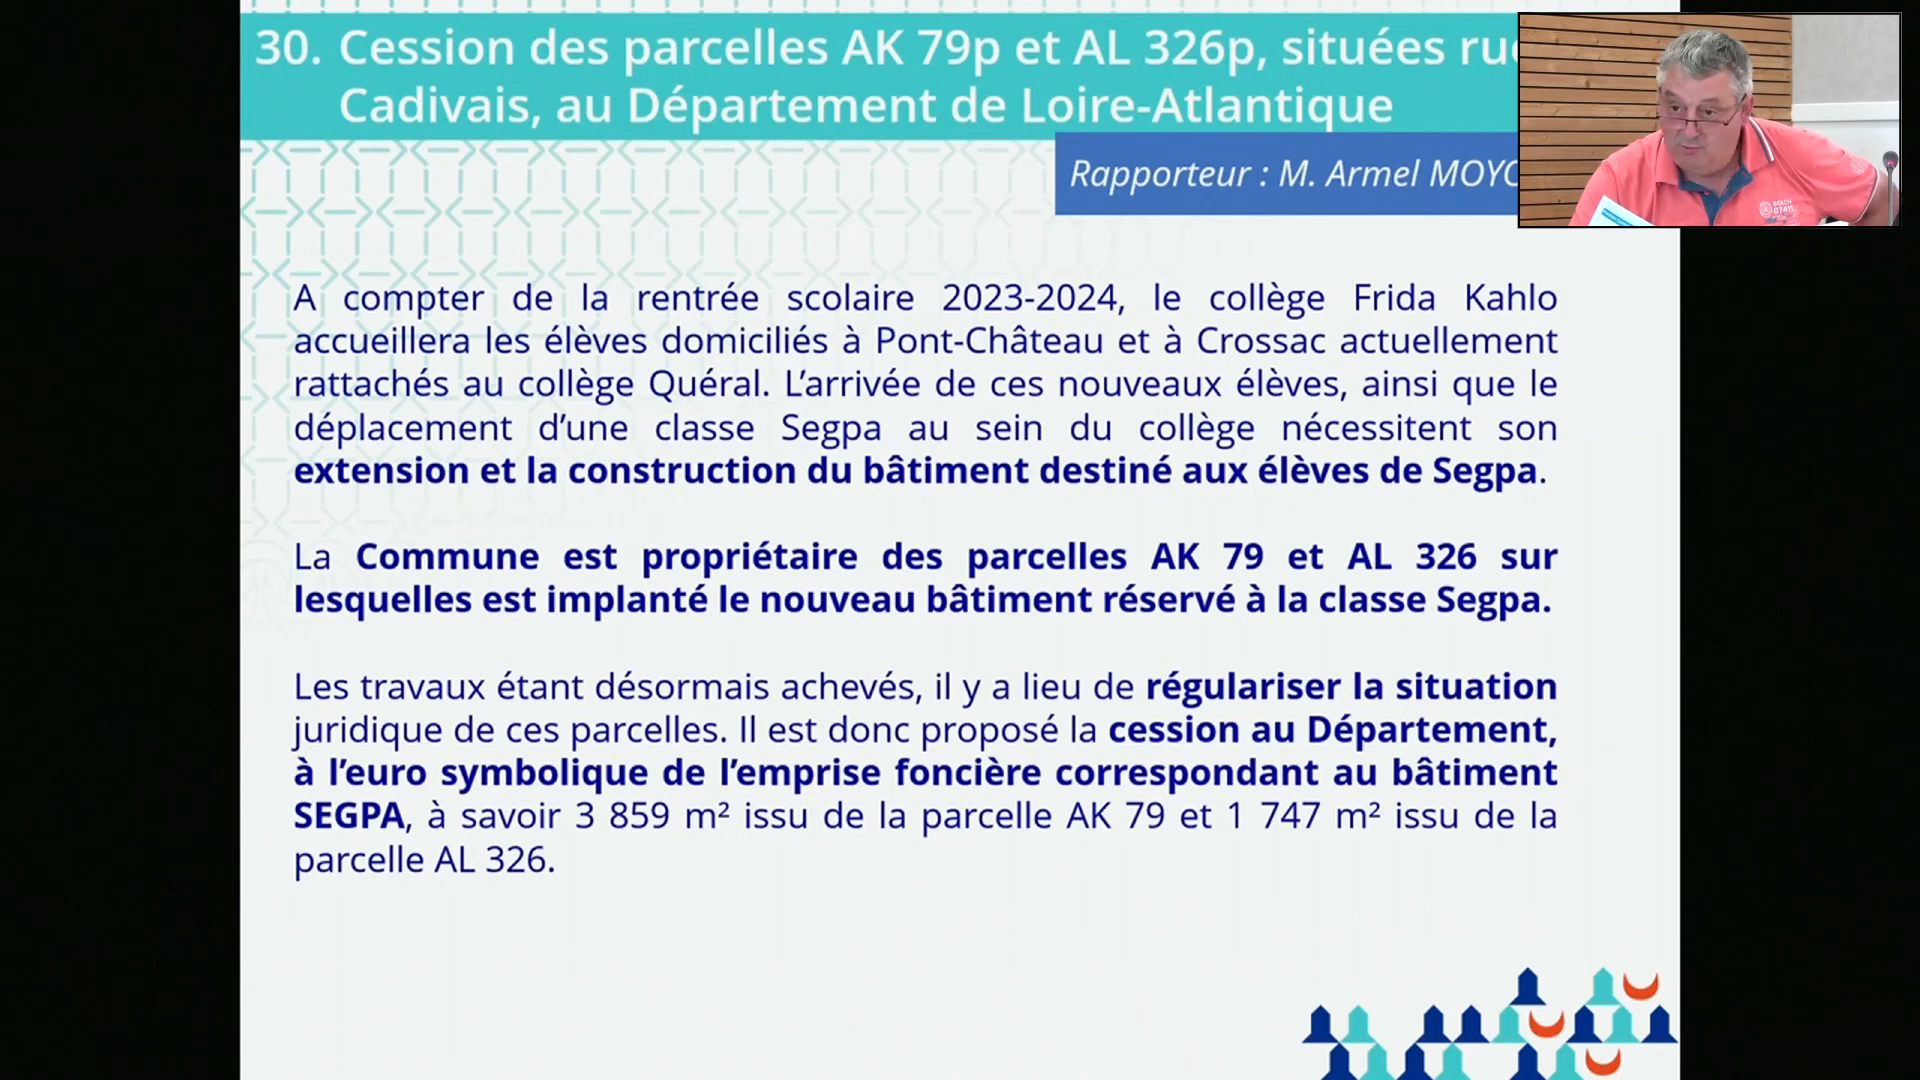 30. Cession des parcelles AK 79p et AL 326p, situées
Cadivais, au Département de Loire-Atlantique
Rapporteur : M. Armel
A compter de la rentrée scolaire 2023-2024, le collège Frida Kahlo
accueillera les élèves domiciliés à Pont-Château et à Crossac actuellement
rattachés au collège Quéral. L’arrivée de ces nouveaux élèves, ainsi que le
déplacement d’une classe Segpa au sein du collège nécessitent son
extension et la construction du bâtiment destiné aux élèves de Segpa.
La Commune est propriétaire des parcelles AK 79 et AL 326 sur
lesquelles est implanté le nouveau bâtiment réservé à la classe Segpa.
Les travaux étant désormais achevés, il y a lieu de régulariser la situation
juridique de ces parcelles. Il est donc proposé la cession au Département,
à l’euro symbolique de l’emprise foncière correspondant au bâtiment
SEGPA, à savoir 3 859 m² issu de la parcelle AK 79 et 1 747 m² issu de la
parcelle AL 326.